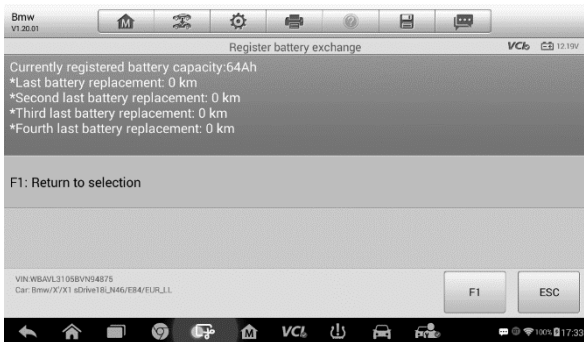 Bmw
V1.20.01
Register battery exchange
VCI 12.19V
Currently registered battery capacity:64Ah
*Last battery replacement: 0 km
*Second last battery replacement: 0 km
*Third last battery replacement: 0 km
*Fourth last battery replacement: 0 km
F1: Return to selection
VIN:WBAVL3105BVN94875
Car: Bmw/X'/X1 sDrive18i_N46/E84/EUR_LL
F1
ESC
VCI
100%
17:33